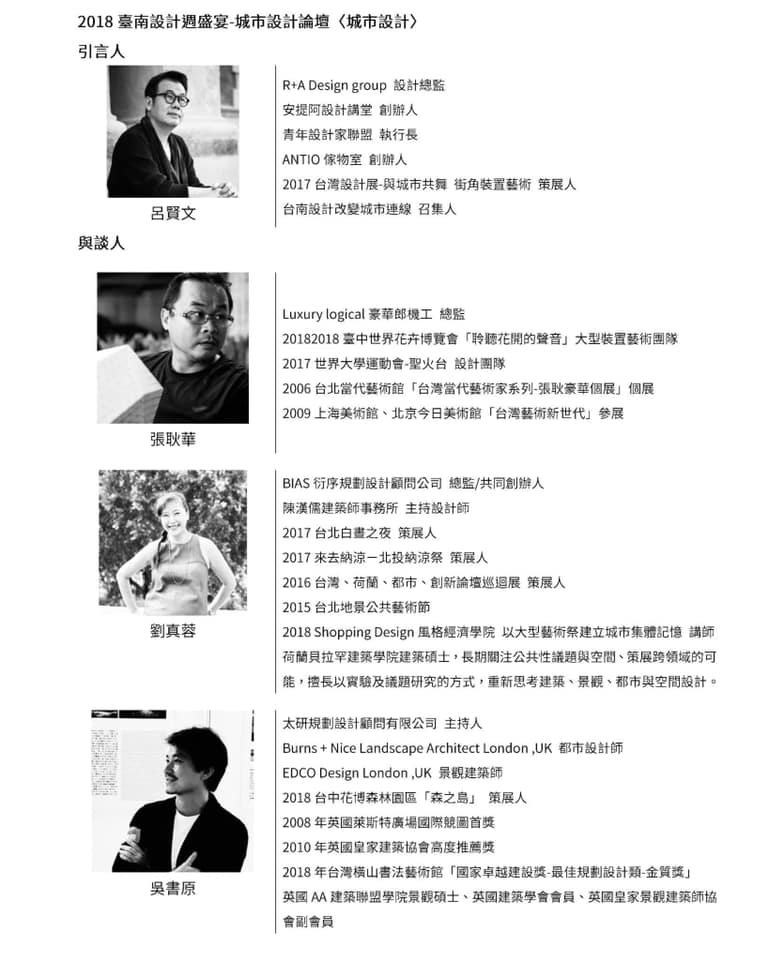 2018 臺南設計週盛宴-城市設計論壇〈城市設計〉
引言人
R+A Design group 設計總監
安提阿設計講堂 創辦人
青年設計家聯盟 執行長
ANTIO 傢物室 創辦人
2017 台灣設計展-與城市共舞 街角裝置藝術 策展人
台南設計改變城市連線 召集人
呂賢文
與談人
Luxury logical 豪華郎機工 總監
20182018 臺中世界花卉博覽會「聆聽花開的聲音」大型裝置藝術團隊
2017 世界大學運動會-聖火台 設計團隊
2006 台北當代藝術館「台灣當代藝術家系列-張耿豪華個展」個展
2009 上海美術館、北京今日美術館「台灣藝術新世代」參展
張耿華
BIAS 衍序規劃設計顧問公司 總監/共同創辦人
陳漢儒建築師事務所 主持設計師
2017 台北白晝之夜 策展人
2017 來去納涼－北投納涼祭 策展人
2016 台灣、荷蘭、都市、創新論壇巡迴展 策展人
2015 台北地景公共藝術節
2018 Shopping Design 風格經濟學院 以大型藝術祭建立城市集體記憶 講師
荷蘭貝拉罕建築學院建築碩士，長期關注公共性議題與空間、策展跨領域的可
能，擅長以實驗及議題研究的方式，重新思考建築、景觀、都市與空間設計。
劉真蓉
太研規劃設計顧問有限公司 主持人
Burns + Nice Landscape Architect London ,UK 都市設計師
EDCO Design London ,UK 景觀建築師
2018 台中花博森林園區「森之島」 策展人
2008 年英國萊斯特廣場國際競圖首獎
2010 年英國皇家建築協會高度推薦獎
2018 年台灣橫山書法藝術館「國家卓越建設獎-最佳規劃設計類-金質獎」
英國 AA 建築聯盟學院景觀碩士、英國建築學會會員、英國皇家景觀建築師協
會副會員
吳書原